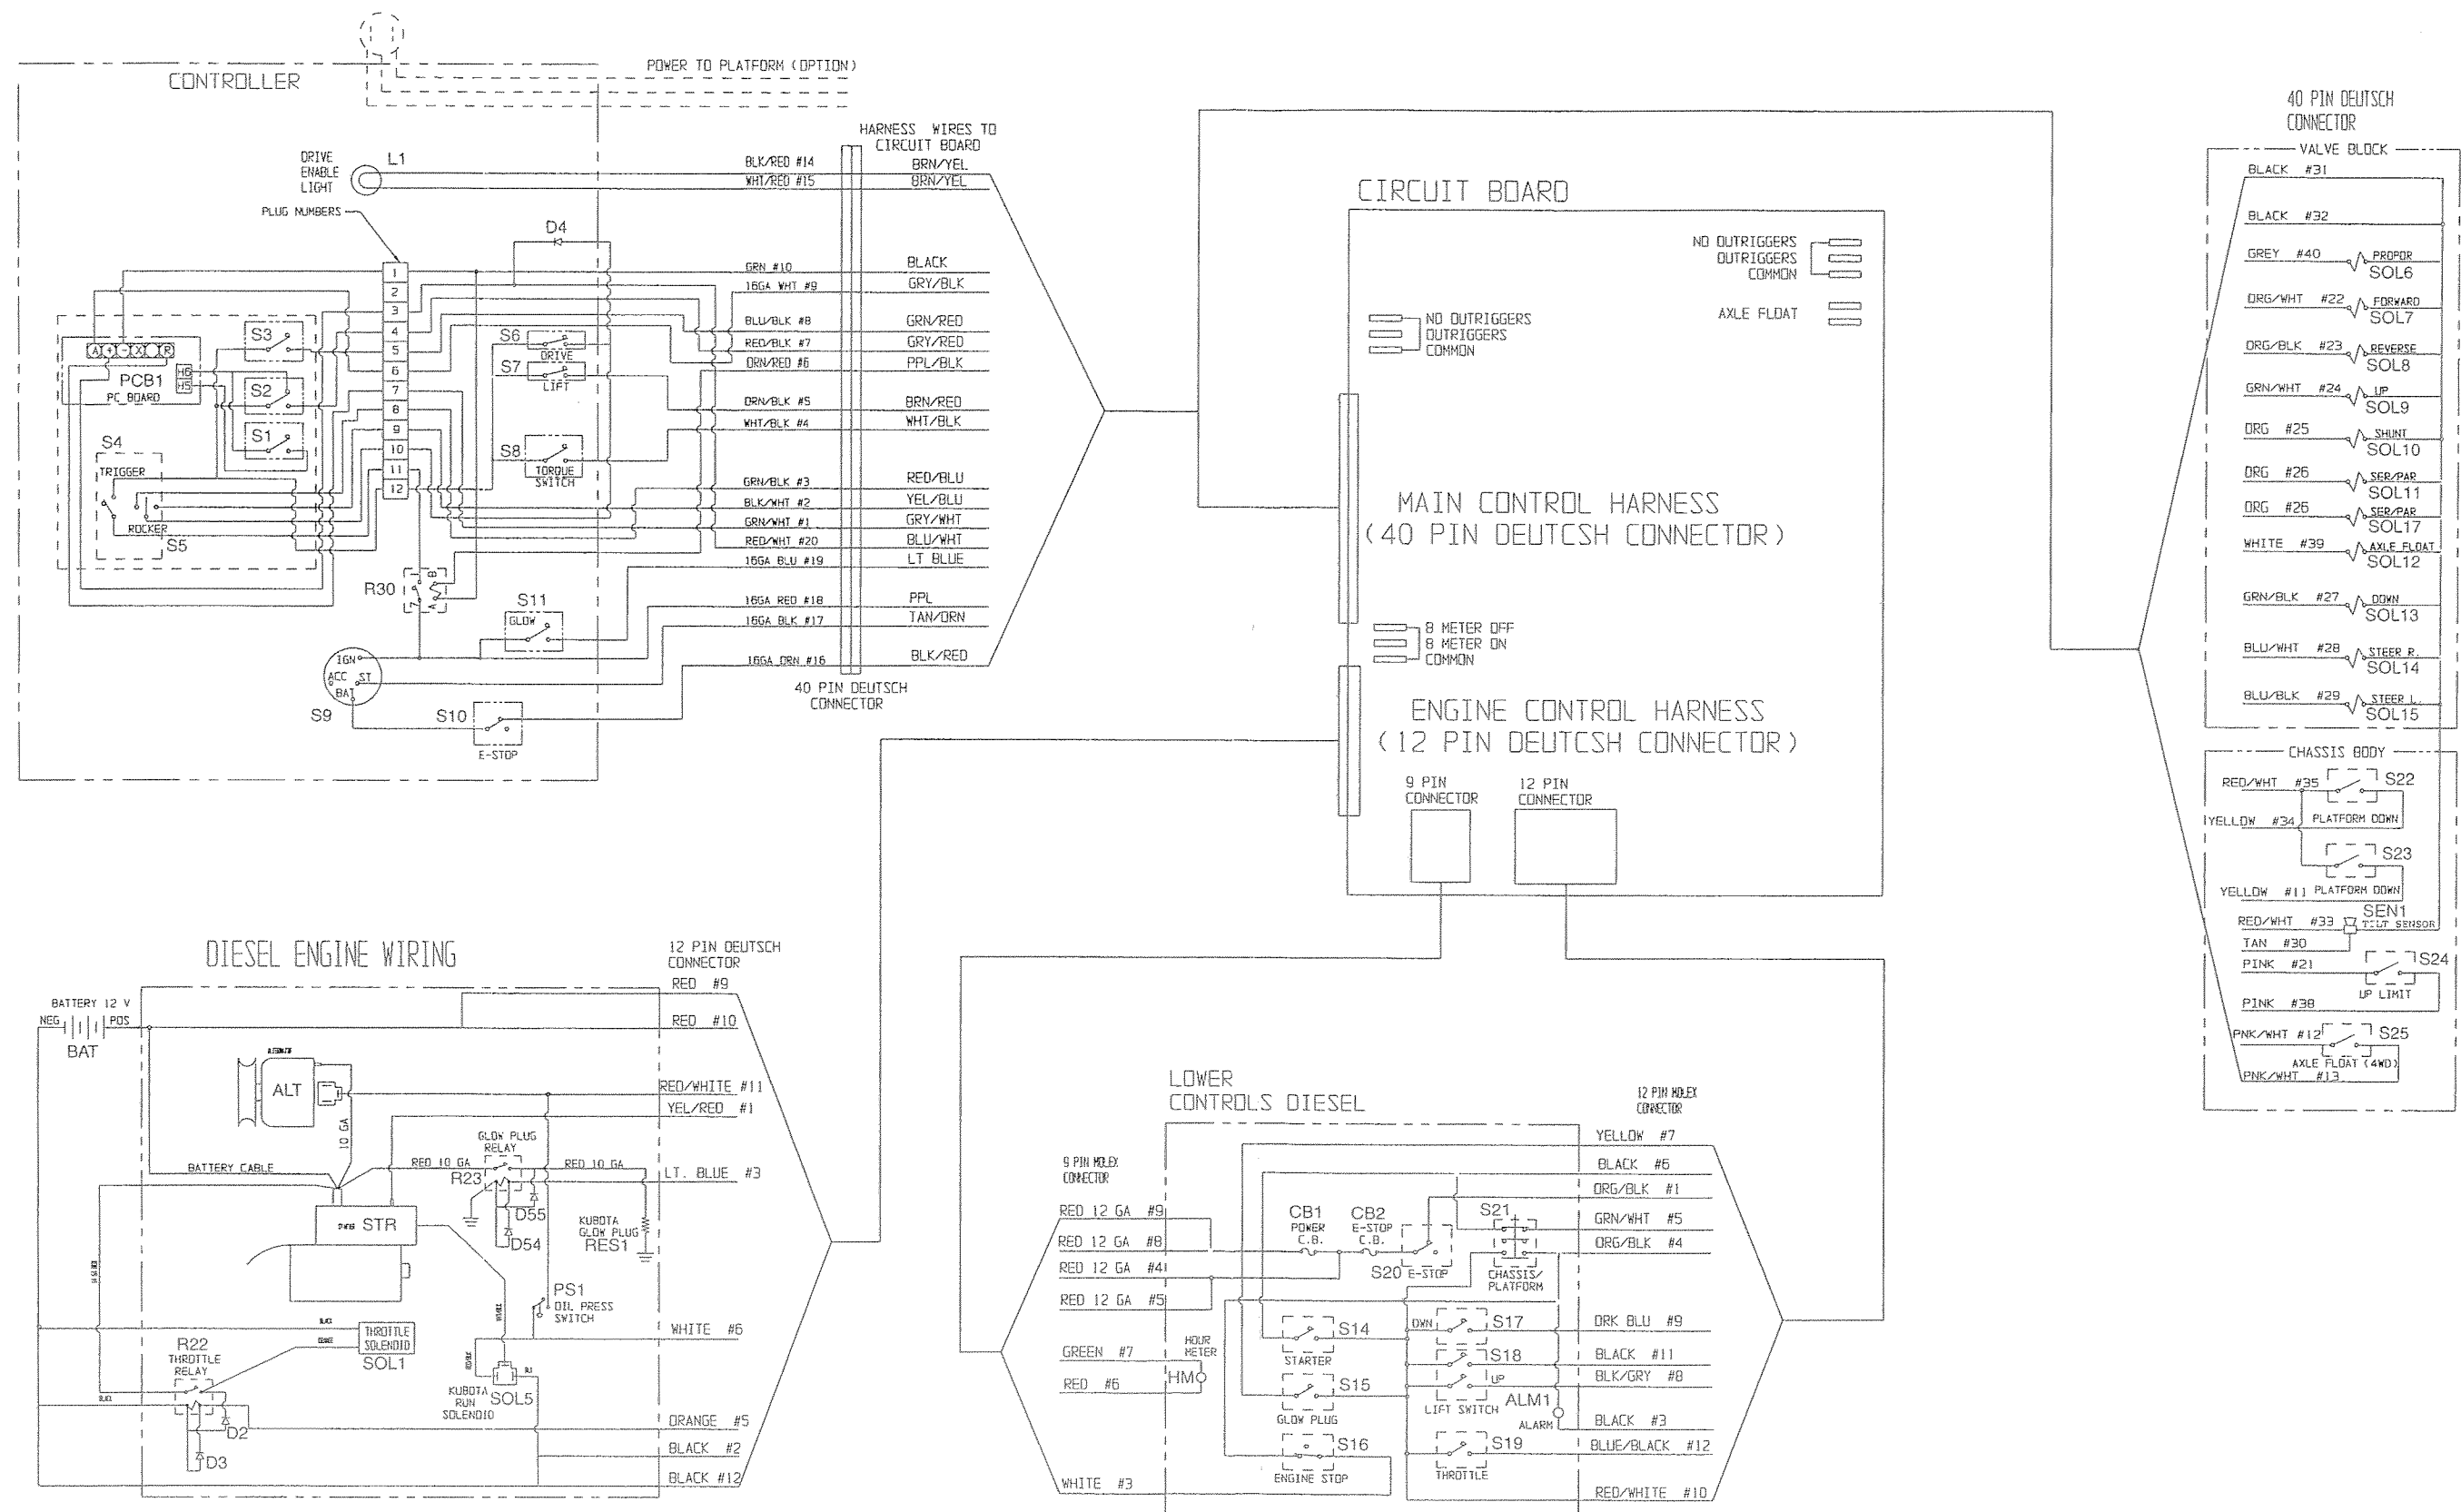 POWER TO PLATFORM (OPTION)
CONTROLLER
HARNESS WIRES TO
CIRCUIT BOARD
DRIVE
ENABLE
LIGHT
L1
BLK/RED #14 BRN/YEL
WHT/RED #15 BRN/YEL
PLUG NUMBERS
D4
1
2
3
4
5
6
7
8
9
10
11
12
GRN #10 BLACK
16GA WHT #9 GRY/BLK
BLU/BLK #8 GRN/RED
RED/BLK #7 GRY/RED
ORN/RED #6 PPL/BLK
ORN/BLK #5 BRN/RED
WHT/BLK #4 WHT/BLK
GRN/BLK #3 RED/BLU
BLK/WHT #2 YEL/BLU
GRN/WHT #1 GRY/WHT
RED/WHT #20 BLU/WHT
16GA BLU #19 LT BLUE
16GA RED #18 PPL
16GA BLK #17 TAN/ORN
16GA ORN #16 BLK/RED
40 PIN DEUTSCH
CONNECTOR
A + - X R
PCB1
PC BOARD
H6
H5
S3
S2
S1
S4
TRIGGER
ROCKER
S5
S6
DRIVE
S7
LIFT
S8
TORQUE
SWITCH
R30
B
A
7
S11
GLOW
IGN
ACC ST
BAT
S9
S10
E-STOP
CIRCUIT BOARD
NO OUTRIGGERS
OUTRIGGERS
COMMON
AXLE FLOAT
NO OUTRIGGERS
OUTRIGGERS
COMMON
MAIN CONTROL HARNESS
(40 PIN DEUTCSH CONNECTOR)
8 METER OFF
8 METER ON
COMMON
ENGINE CONTROL HARNESS
(12 PIN DEUTCSH CONNECTOR)
9 PIN
CONNECTOR
12 PIN
CONNECTOR
40 PIN DEUTSCH
CONNECTOR
VALVE BLOCK
BLACK #31
BLACK #32
GREY #40 PROPOR
SOL6
ORG/WHT #22 FORWARD
SOL7
ORG/BLK #23 REVERSE
SOL8
GRN/WHT #24 UP
SOL9
ORG #25 SHUNT
SOL10
ORG #26 SER/PAR
SOL11
ORG #26 SER/PAR
SOL17
WHITE #39 AXLE FLOAT
SOL12
GRN/BLK #27 DOWN
SOL13
BLU/WHT #28 STEER R.
SOL14
BLU/BLK #29 STEER L.
SOL15
CHASSIS BODY
RED/WHT #35 S22
YELLOW #34 PLATFORM DOWN
S23
YELLOW #11 PLATFORM DOWN
SEN1
RED/WHT #33 TILT SENSOR
TAN #30
PINK #21 S24
UP LIMIT
PINK #38
PNK/WHT #12 S25
AXLE FLOAT (4WD)
PNK/WHT #13
DIESEL ENGINE WIRING
12 PIN DEUTSCH
CONNECTOR
BATTERY 12 V
NEG POS
BAT
RED #9
RED #10
ALTERNATOR
ALT
10 GA
RED/WHITE #11
YEL/RED #1
GLOW PLUG
RELAY
BATTERY CABLE
RED 10 GA
R23
RED 10 GA
LT. BLUE #3
STR
D55
D54
KUBOTA
GLOW PLUG
RES1
PS1
OIL PRESS
SWITCH
BLACK
ORANGE
THROTTLE
SOLENOID
SOL1
R22
THROTTLE
RELAY
BLACK
WHITE #6
KUBOTA
RUN
SOLENOID
SOL5
D2
D3
ORANGE #5
BLACK #2
BLACK #12
LOWER
CONTROLS DIESEL
9 PIN MOLEX
CONNECTOR
12 PIN MOLEX
CONNECTOR
RED 12 GA #9
RED 12 GA #8
RED 12 GA #4
RED 12 GA #5
GREEN #7
RED #6
WHITE #3
HOUR
METER
HM
CB1
POWER
C.B.
CB2
E-STOP
C.B.
S20 E-STOP
S21
CHASSIS/
PLATFORM
S14
STARTER
S15
GLOW PLUG
S16
ENGINE STOP
DWN S17
S18
UP
LIFT SWITCH
ALM1
ALARM
S19
THROTTLE
YELLOW #7
BLACK #6
ORG/BLK #1
GRN/WHT #5
ORG/BLK #4
DRK BLU #9
BLACK #11
BLK/GRY #8
BLACK #3
BLUE/BLACK #12
RED/WHITE #10